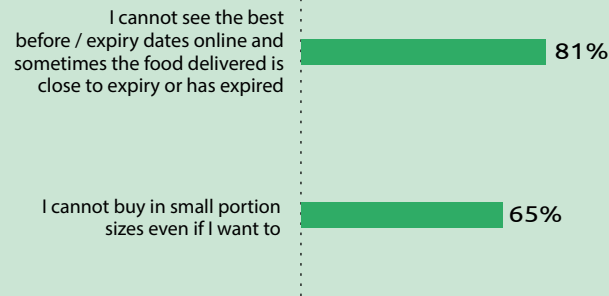 I cannot see the best
before / expiry dates online and
sometimes the food delivered is
close to expiry or has expired
81%
I cannot buy in small portion
sizes even if I want to
65%